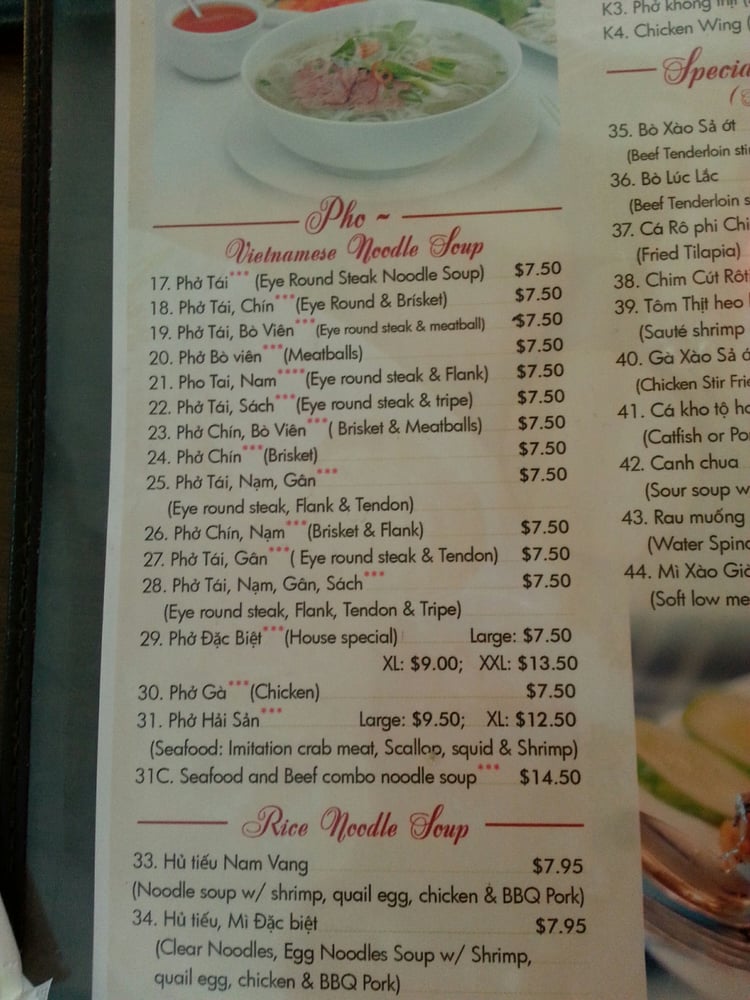 Pho ~
Vietnamese Noodle Soup
17. Phở Tái*** (Eye Round Steak Noodle Soup) $7.50
18. Phở Tái, Chín***(Eye Round & Brisket) $7.50
19. Phở Tái, Bò Viên***(Eye round steak & meatball) $7.50
20. Phở Bò viên***(Meatballs) $7.50
21. Pho Tai, Nam****(Eye round steak & Flank) $7.50
22. Phở Tái, Sách***(Eye round steak & tripe) $7.50
23. Phở Chín, Bò Viên***( Brisket & Meatballs) $7.50
24. Phở Chín***(Brisket) $7.50
25. Phở Tái, Nạm, Gân*** $7.50
(Eye round steak, Flank & Tendon)
26. Phở Chín, Nạm***(Brisket & Flank) $7.50
27. Phở Tái, Gân***( Eye round steak & Tendon) $7.50
28. Phở Tái, Nạm, Gân, Sách*** $7.50
(Eye round steak, Flank, Tendon & Tripe)
29. Phở Đặc Biệt***(House special) Large: $7.50
XL: $9.00; XXL: $13.50
30. Phở Gà***(Chicken) $7.50
31. Phở Hải Sản*** Large: $9.50; XL: $12.50
(Seafood: Imitation crab meat, Scallop, squid & Shrimp)
31C. Seafood and Beef combo noodle soup*** $14.50
Rice Noodle Soup
33. Hủ tiếu Nam Vang $7.95
(Noodle soup w/ shrimp, quail egg, chicken & BBQ Pork)
34. Hủ tiếu, Mì Đặc biệt $7.95
(Clear Noodles, Egg Noodles Soup w/ Shrimp,
quail egg, chicken & BBQ Pork)
K3. Phở không
K4. Chicken Wing (
35. Bò Xào Sả ớt
(Beef Tenderloin
36. Bò Lúc Lắc
(Beef Tenderloin
37. Cá Rô phi
(Fried Tilapia)
38. Chim Cút Rôti
39. Tôm Thịt heo
(Sauté shrimp
40. Gà Xào Sả
(Chicken Stir
41. Cá kho tộ
(Catfish or
42. Canh chua
(Sour soup
43. Rau muống
(Water
44. Mì Xào
(Soft low